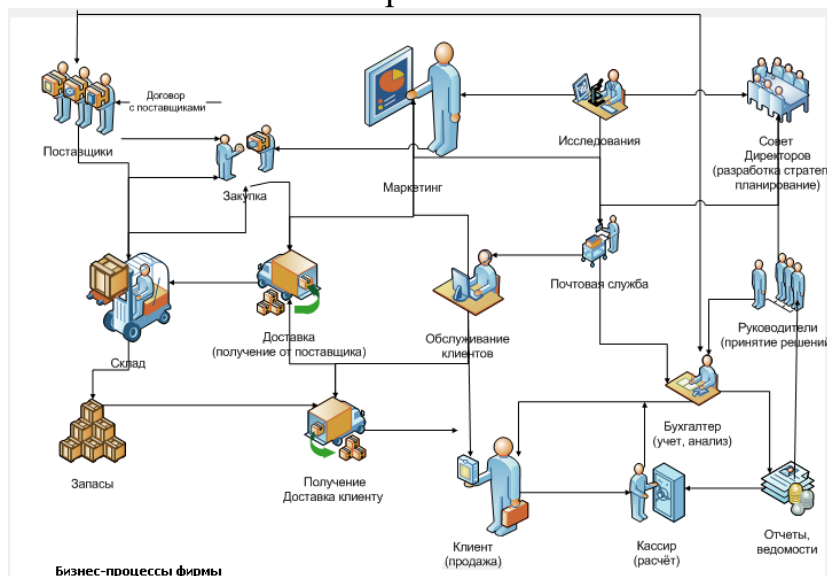 Договор
с поставщиками
Поставщики
Закупка
Маркетинг
Исследования
Совет
Директоров
(разработка стратег
планирование)
Склад
Доставка
(получение от поставщика)
Обслуживание
клиентов
Почтовая служба
Руководители
(принятие решений
Запасы
Получение
Доставка клиенту
Бухгалтер
(учет, анализ)
Клиент
(продажа)
Кассир
(расчёт)
Отчеты,
ведомости
Бизнес-процессы фирмы